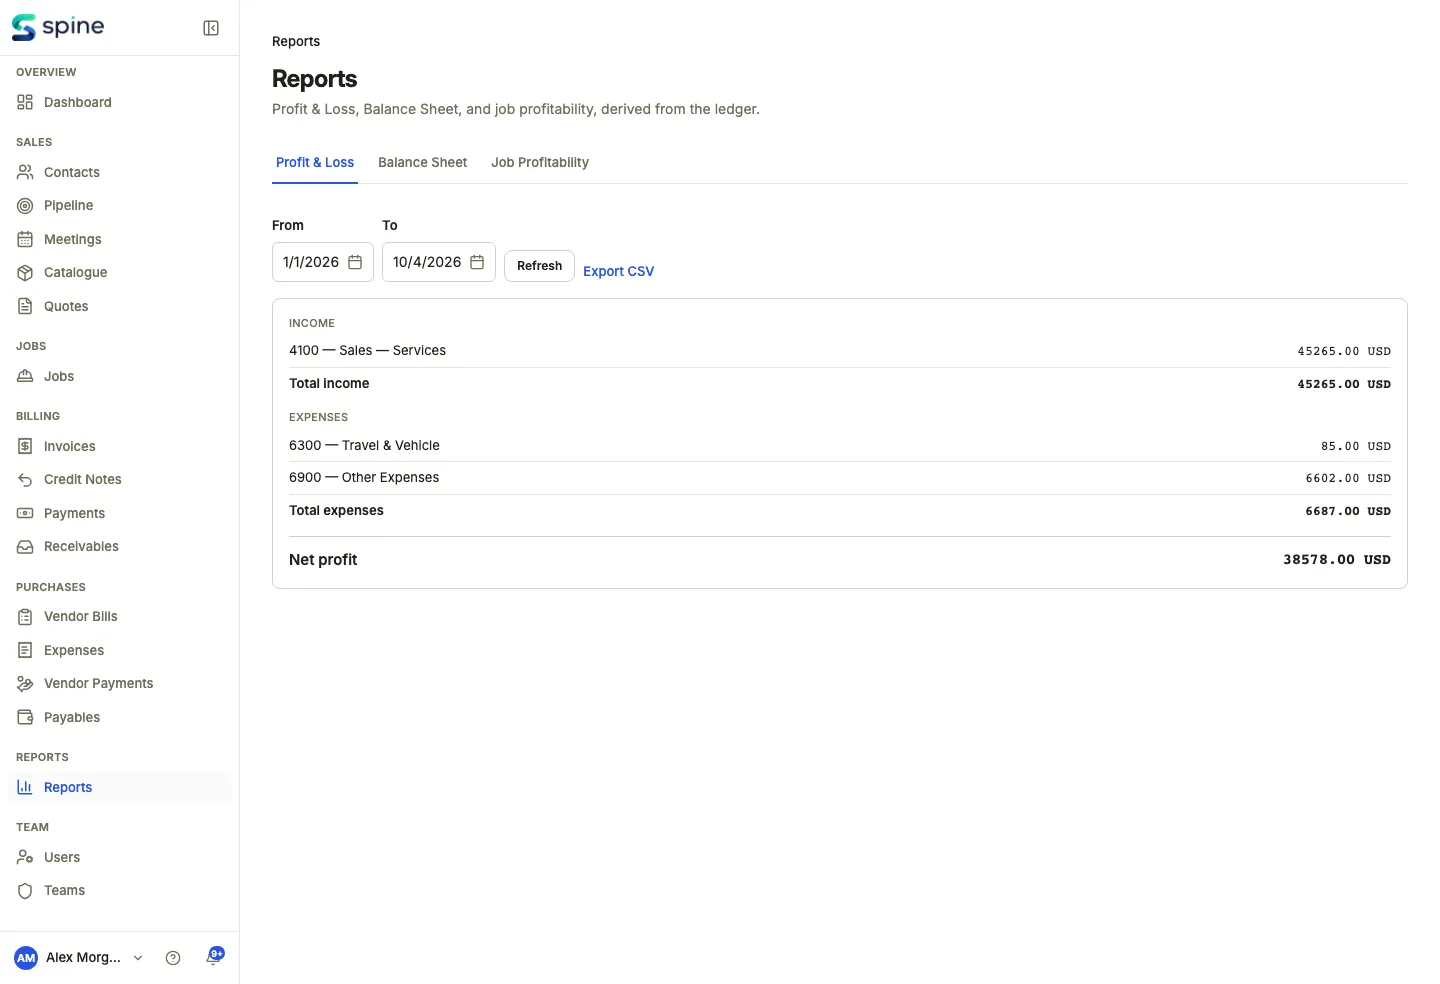 spine
OVERVIEW
Dashboard
SALES
Contacts
Pipeline
Meetings
Catalogue
Quotes
JOBS
Jobs
BILLING
Invoices
Credit Notes
Payments
Receivables
PURCHASES
Vendor Bills
Expenses
Vendor Payments
Payables
REPORTS
Reports
TEAM
Users
Teams
AM Alex Morg... 9+
Reports
Reports
Profit & Loss, Balance Sheet, and job profitability, derived from the ledger.
Profit & Loss Balance Sheet Job Profitability
From To
1/1/2026 10/4/2026 Refresh Export CSV
INCOME
4100 — Sales — Services 45265.00 USD
Total income 45265.00 USD
EXPENSES
6300 — Travel & Vehicle 85.00 USD
6900 — Other Expenses 6602.00 USD
Total expenses 6687.00 USD
Net profit 38578.00 USD